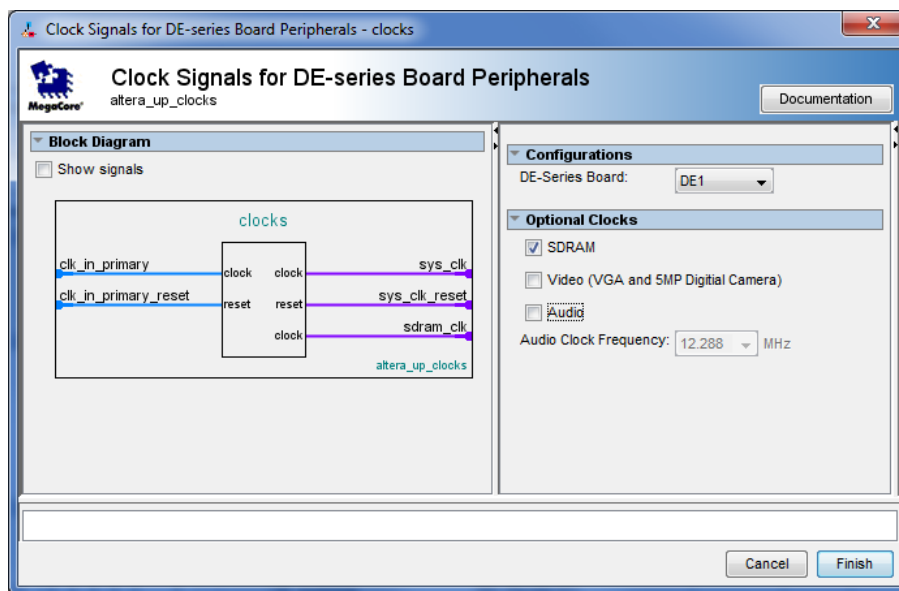 Clock Signals for DE-series Board Peripherals - clocks
MegaCore®
Clock Signals for DE-series Board Peripherals
altera_up_clocks
Documentation
Block Diagram
Show signals
clocks
clk_in_primary
clock
clock
sys_clk
clk_in_primary_reset
reset
reset
sys_clk_reset
clock
sdram_clk
altera_up_clocks
Configurations
DE-Series Board:
DE1
Optional Clocks
SDRAM
Video (VGA and 5MP Digitial Camera)
Audio
Audio Clock Frequency:
12.288
MHz
Cancel
Finish